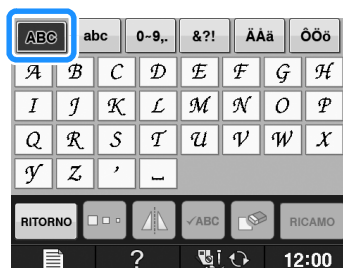 ABC abc 0~9,. &?! ÄÅä ÔÖö
A B C D E F G H
I J K L M N O P
Q R S T U V W X
Y Z ' _
RITORNO ✓ABC RICAMO
? 12:00